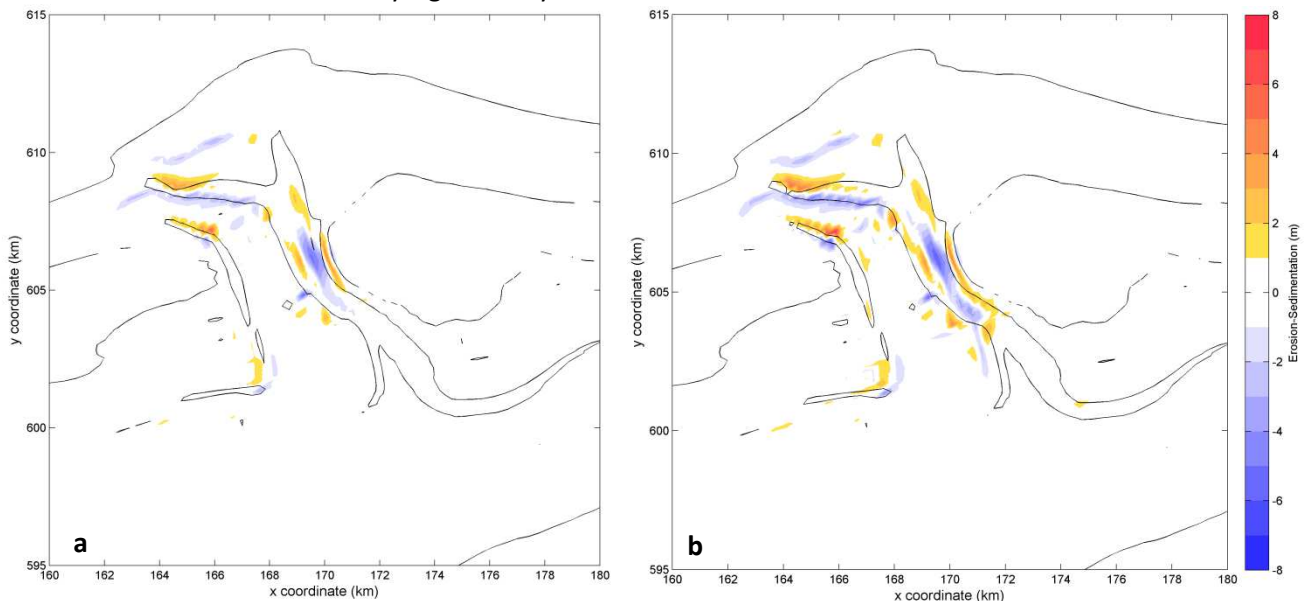 615
610
605
600
595
y coordinate (km)
160 162 164 166 168 170 172 174 176 178 180
x coordinate (km)
a
615
610
605
600
595
y coordinate (km)
160 162 164 166 168 170 172 174 176 178 180
x coordinate (km)
b
8
6
4
2
0
-2
-4
-6
-8
Erosion-Sedimentation (m)